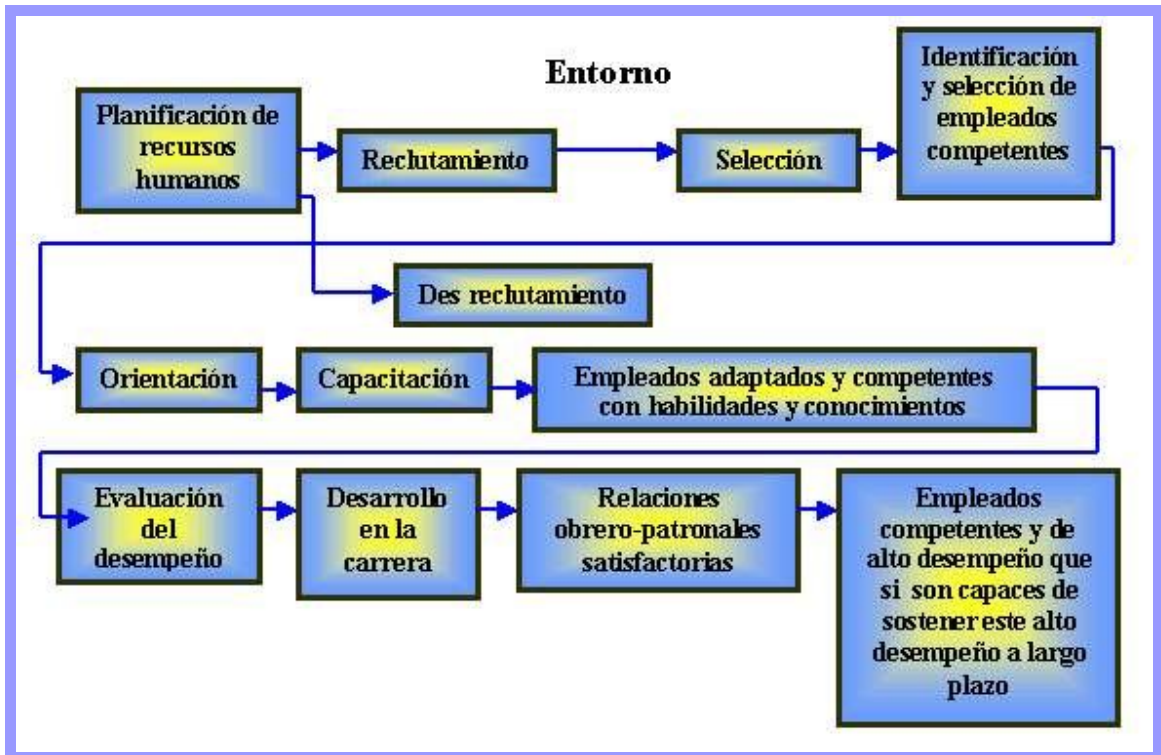 Entorno
Planificación de
recursos
humanos
Reclutamiento
Selección
Identificación
y selección de
empleados
competentes
Des reclutamiento
Orientación
Capacitación
Empleados adaptados y competentes
con habilidades y conocimientos
Evaluación
del
desempeño
Desarrollo
en la
carrera
Relaciones
obrero-patronales
satisfactorias
Empleados
competentes y de
alto desempeño que
si son capaces de
sostener este alto
desempeño a largo
plazo